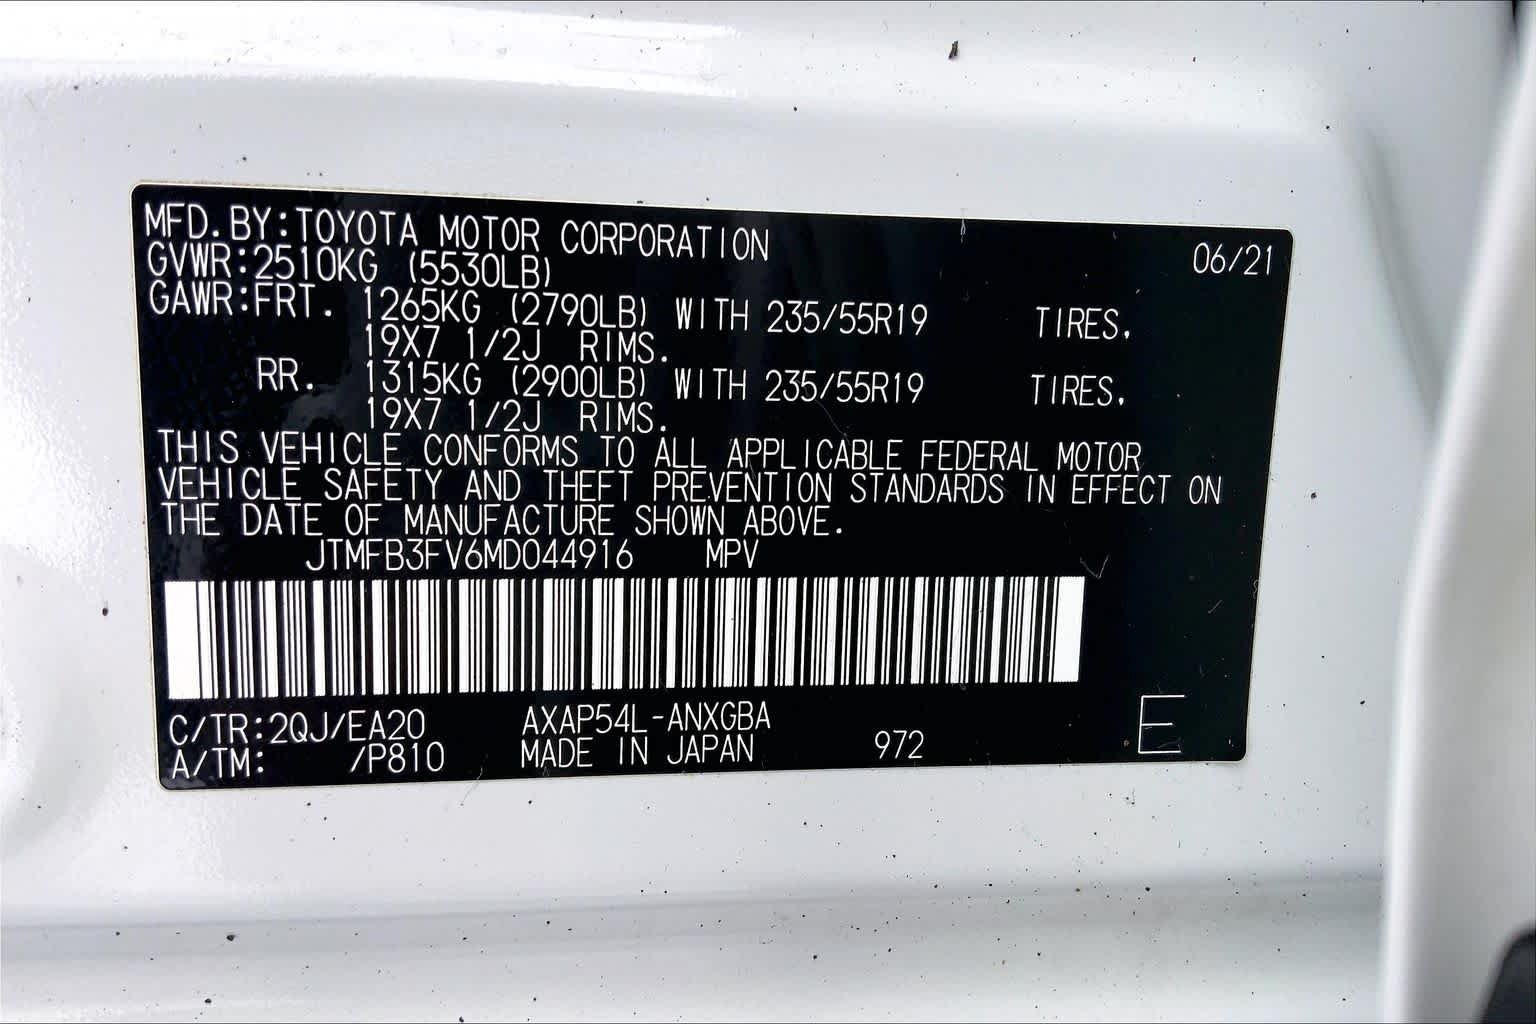 MFD.BY:TOYOTA MOTOR CORPORATION 06/21
GVWR:2510KG (5530LB)
GAWR:FRT. 1265KG (2790LB) WITH 235/55R19 TIRES,
19X7 1/2J RIMS.
RR. 1315KG (2900LB) WITH 235/55R19 TIRES,
19X7 1/2J RIMS.
THIS VEHICLE CONFORMS TO ALL APPLICABLE FEDERAL MOTOR
VEHICLE SAFETY AND THEFT PREVENTION STANDARDS IN EFFECT ON
THE DATE OF MANUFACTURE SHOWN ABOVE.
JTMFB3FV6MD044916 MPV
C/TR:2QJ/EA20 AXAP54L-ANXGBA
A/TM: /P810 MADE IN JAPAN 972 E